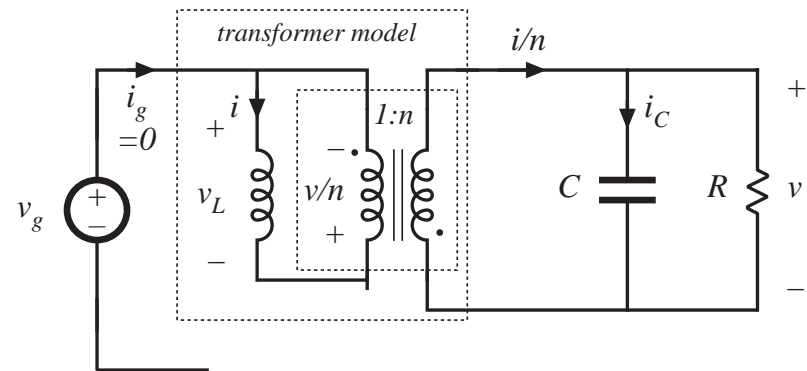 transformer model
i/n
i_g
=0
i
1:n
i_C
+
+
− 
v_g
+
−
v_L
v/n
C
R
v
−
+
−
−